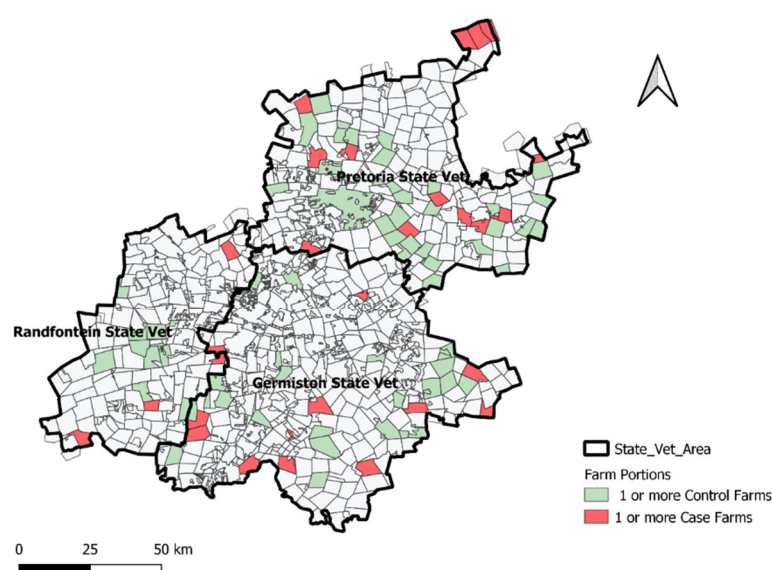 Pretoria State Vet
Randfontein State Vet
Germiston State Vet
State_Vet_Area
Farm Portions
1 or more Control Farms
1 or more Case Farms
0 25 50 km